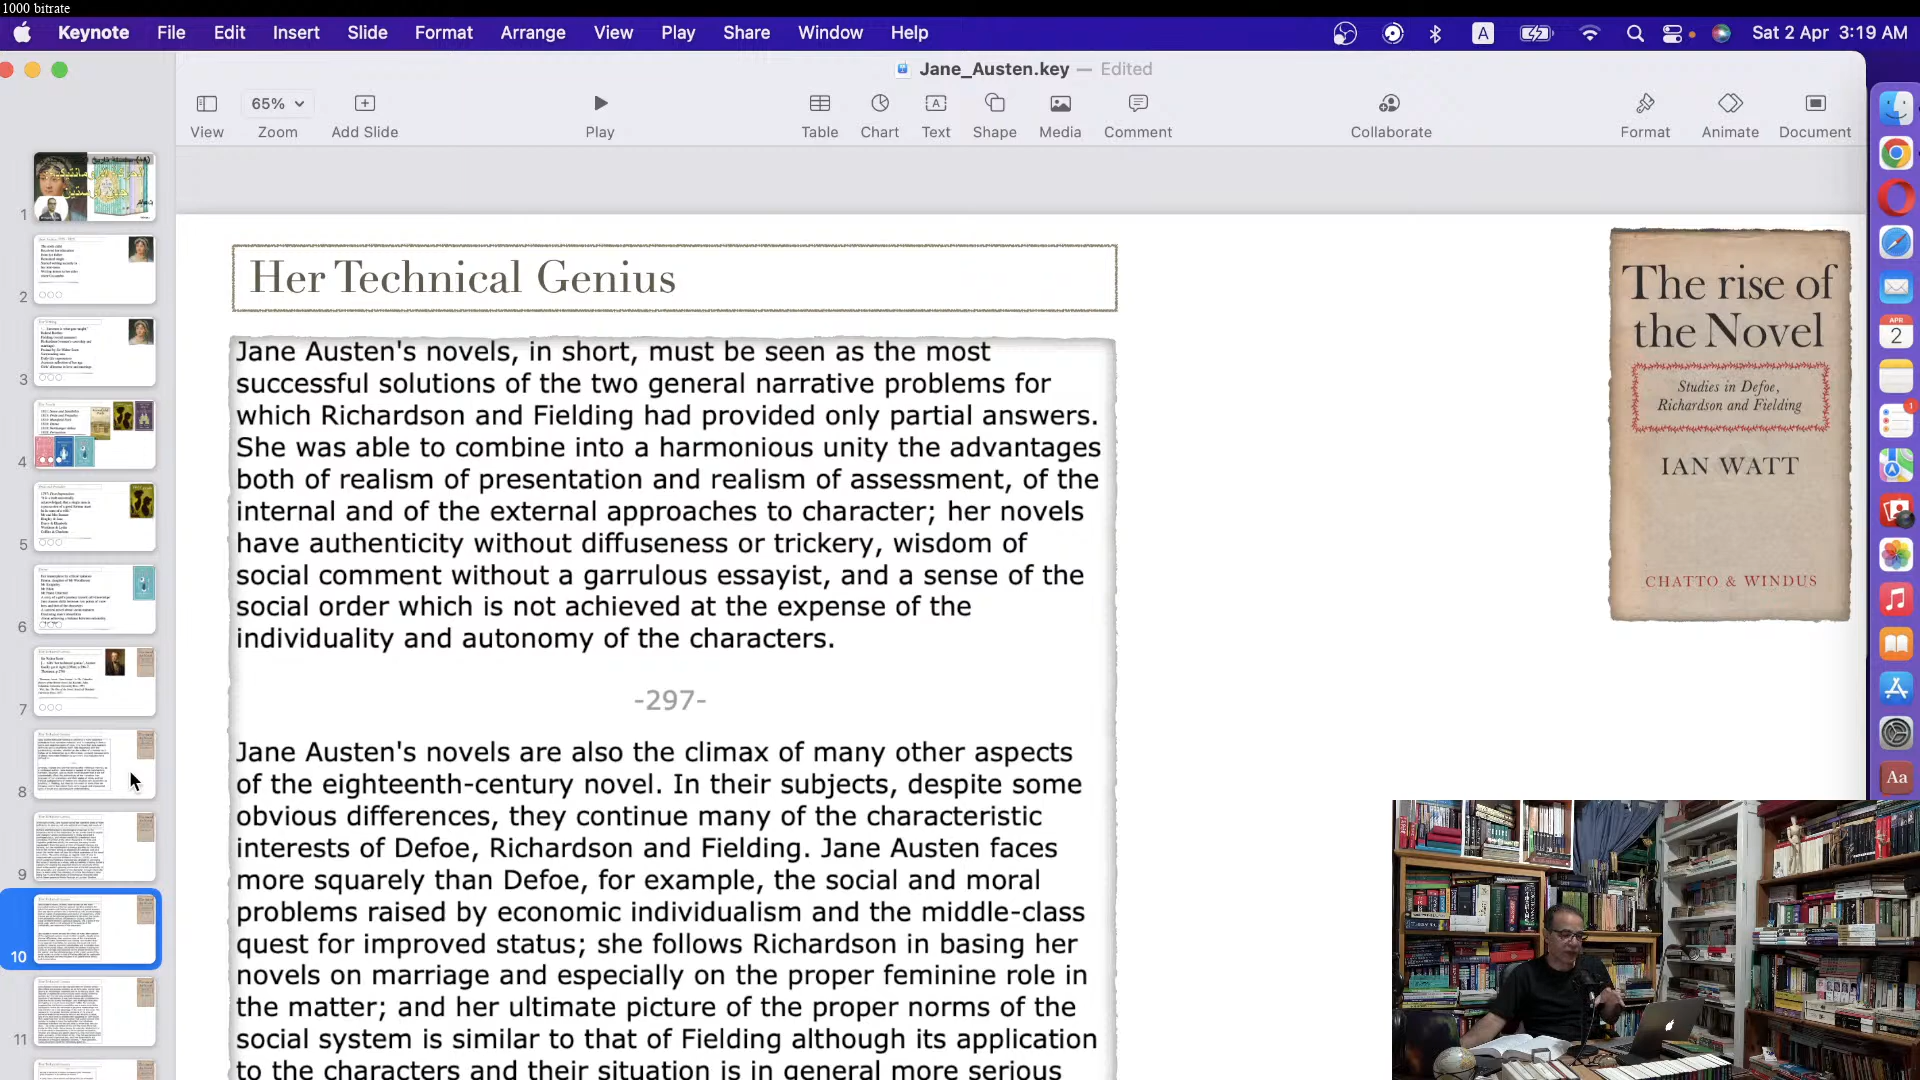 1000 bitrate
Keynote File Edit Insert Slide Format Arrange View Play Share Window Help
A
Sat 2 Apr 3:19 AM
Jane_Austen.key — Edited
65%
View Zoom Add Slide Play Table Chart Text Shape Media Comment Collaborate Format Animate Document
1
2
3
4
5
6
7
8
9
10
11
Her Technical Genius
Jane Austen's novels, in short, must be seen as the most
successful solutions of the two general narrative problems for
which Richardson and Fielding had provided only partial answers.
She was able to combine into a harmonious unity the advantages
both of realism of presentation and realism of assessment, of the
internal and of the external approaches to character; her novels
have authenticity without diffuseness or trickery, wisdom of
social comment without a garrulous essayist, and a sense of the
social order which is not achieved at the expense of the
individuality and autonomy of the characters.
-297-
Jane Austen's novels are also the climax of many other aspects
of the eighteenth-century novel. In their subjects, despite some
obvious differences, they continue many of the characteristic
interests of Defoe, Richardson and Fielding. Jane Austen faces
more squarely than Defoe, for example, the social and moral
problems raised by economic individualism and the middle-class
quest for improved status; she follows Richardson in basing her
novels on marriage and especially on the proper feminine role in
the matter; and her ultimate picture of the proper norms of the
social system is similar to that of Fielding although its application
to the characters and their situation is in general more serious
The rise of
the Novel
Studies in Defoe,
Richardson and Fielding
IAN WATT
CHATTO & WINDUS
APR
2
1
Aa